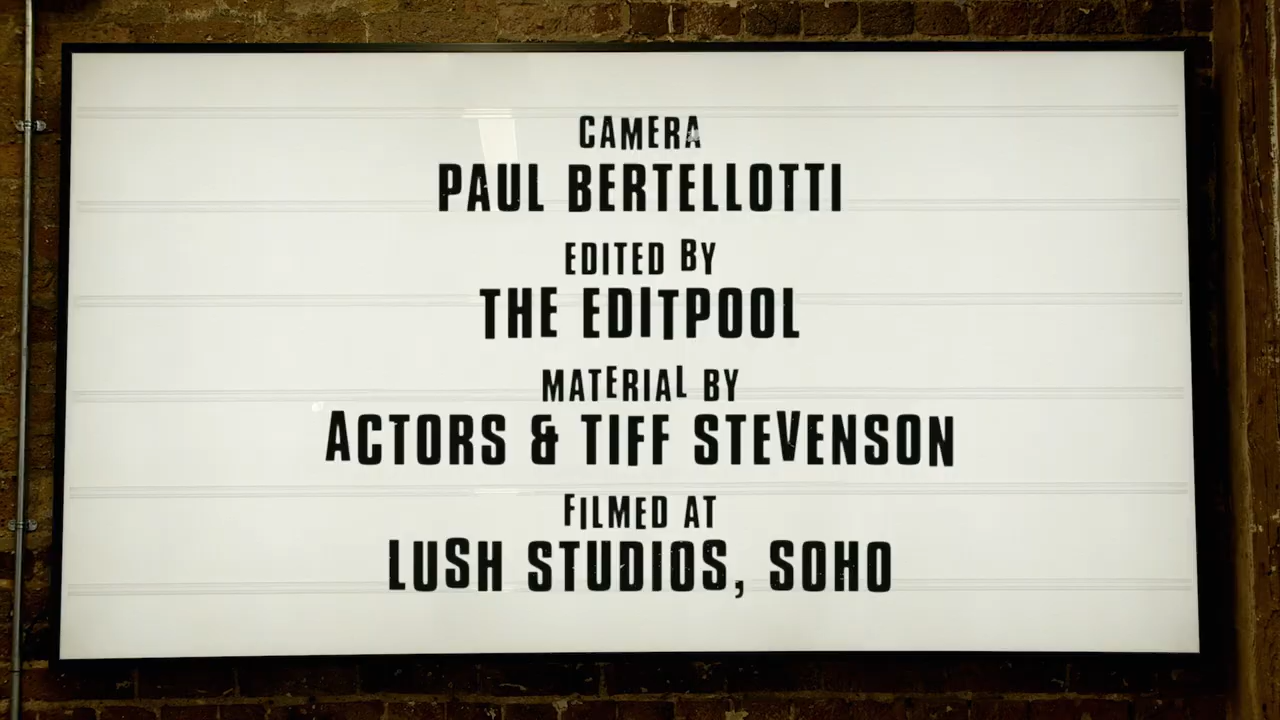 CAMERA
PAUL BERTELLOTTI
EDITED BY
THE EDITPOOL
MATERIAL BY
ACTORS & TIFF STEVENSON
FILMED AT
LUSH STUDIOS, SOHO